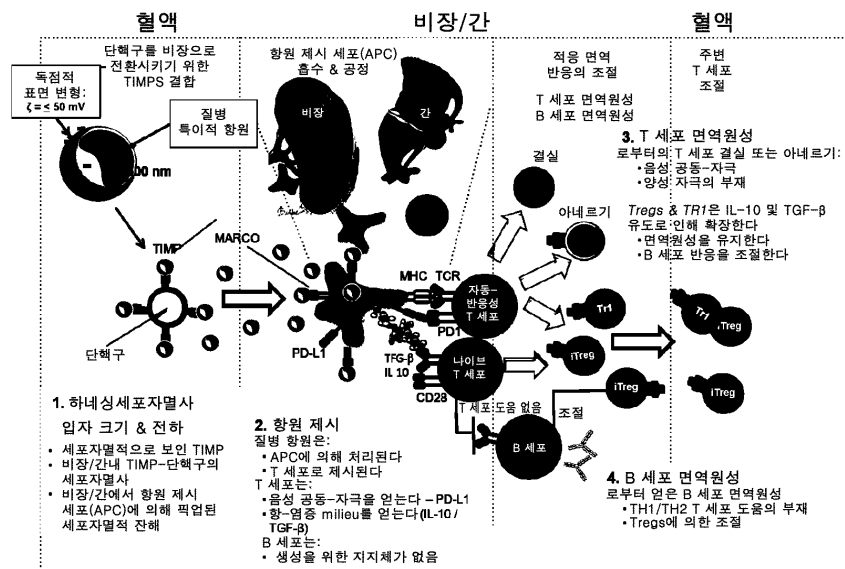 혈액
비장/간
혈액
단핵구를 비장으로
전환시키기 위한
TIMPS 결합
독점적
표면 변형:
ζ = ≤ 50 mV
질병
특이적 항원
00 nm
TIMP
MARCO
단핵구
1. 하네싱세포자멸사
입자 크기 & 전하
• 세포자멸적으로 보인 TIMP
• 비장/간내 TIMP-단핵구의
세포자멸사
• 비장/간에서 항원 제시
세포(APC)에 의해 픽업된
세포자멸적 잔해
항원 제시 세포(APC)
흡수 & 공정
비장
간
MHC TCR
자동-
반응성
T 세포
PD1
PD-L1
TFG-β
IL 10
나이브
T 세포
CD28
T 세포 도움 없음
B 세포
조절
2. 항원 제시
질병 항원은:
• APC에 의해 처리된다
• T 세포로 제시된다
T 세포는:
• 음성 공동-자극을 얻는다 – PD-L1
• 항-염증 milieu를 얻는다 (IL-10 /
TGF-β)
B 세포는:
• 생성을 위한 지지체가 없음
적응 면역
반응의 조절
T 세포 면역원성
B 세포 면역원성
주변
T 세포
조절
3. T 세포 면역원성
로부터의 T 세포 결실 또는 아네르기:
•음성 공동-자극
•양성 자극의 부재
Tregs & TR1은 IL-10 및 TGF-β
유도로 인해 확장한다
•면역원성을 유지한다
•B 세포 반응을 조절한다
결실
아네르기
Tr1
iTreg
Tr1
iTreg
iTreg
iTreg
4. B 세포 면역원성
로부터 얻은 B 세포 면역원성
•TH1/TH2 T 세포 도움의 부재
•Tregs에 의한 조절